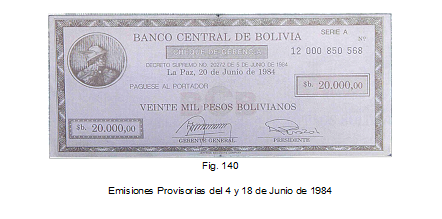 BANCO CENTRAL DE BOLIVIA
SERIE A
Nº
CHEQUE DE GERENCIA
12 000 850 568
DECRETO SUPREMO NO. 20272 DE 5 DE JUNIO DE 1984
La Paz, 20 de Junio de 1984
PAGUESE AL PORTADOR
$b. 20.000,00
VEINTE MIL PESOS BOLIVIANOS
$b. 20.000,00
GERENTE GENERAL
PRESIDENTE
Fig. 140
Emisiones Provisorias del 4 y 18 de Junio de 1984